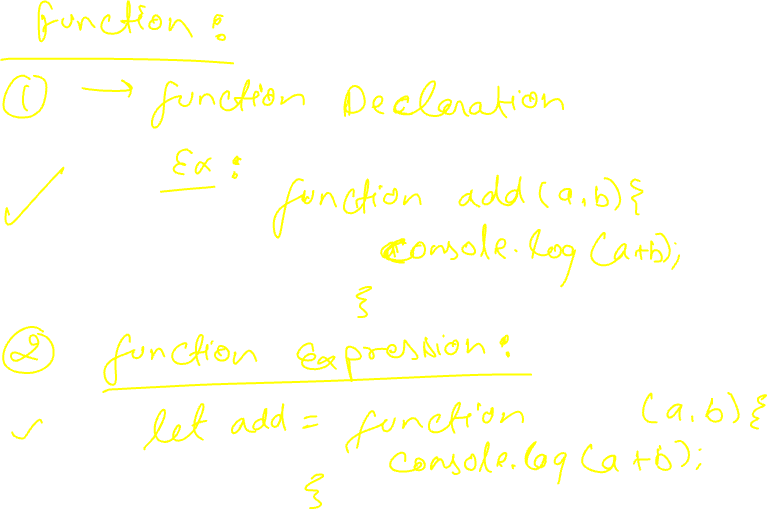 function :
① → function Declaration
Ex :
function add (a,b){
console.log (a+b);
}
② function Expression :
let add = function (a,b){
console.log (a+b);
}